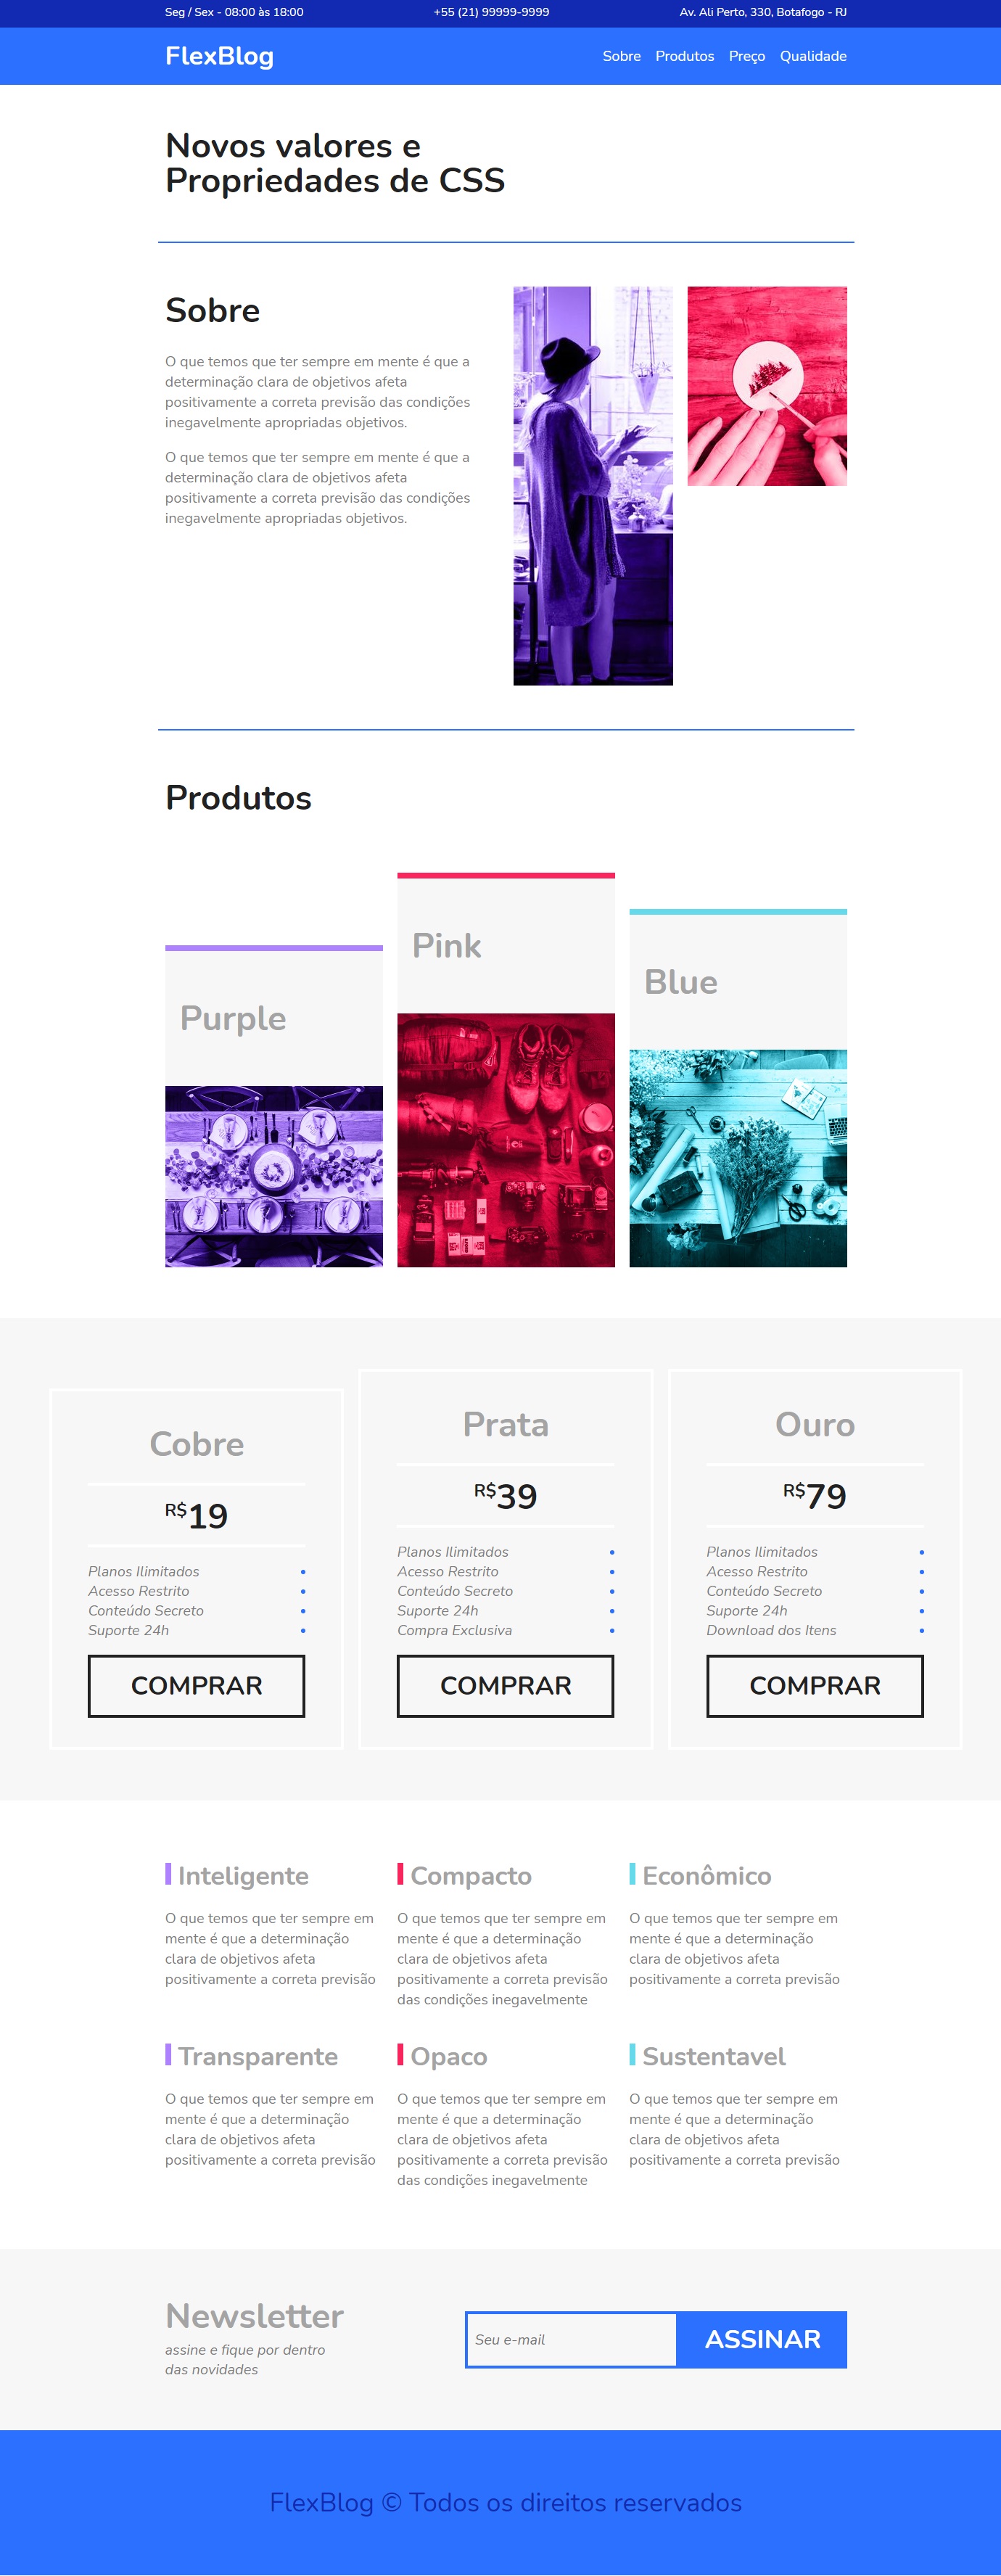 Seg / Sex - 08:00 às 18:00
+55 (21) 99999-9999
Av. Ali Perto, 330, Botafogo - RJ
FlexBlog
Sobre Produtos Preço Qualidade
Novos valores e
Propriedades de CSS
Sobre
O que temos que ter sempre em mente é que a
determinação clara de objetivos afeta
positivamente a correta previsão das condições
inegavelmente apropriadas objetivos.
O que temos que ter sempre em mente é que a
determinação clara de objetivos afeta
positivamente a correta previsão das condições
inegavelmente apropriadas objetivos.
Produtos
Purple
Pink
Blue
Cobre
R$19
Planos Ilimitados
Acesso Restrito
Conteúdo Secreto
Suporte 24h
COMPRAR
Prata
R$39
Planos Ilimitados
Acesso Restrito
Conteúdo Secreto
Suporte 24h
Compra Exclusiva
COMPRAR
Ouro
R$79
Planos Ilimitados
Acesso Restrito
Conteúdo Secreto
Suporte 24h
Download dos Itens
COMPRAR
Inteligente
O que temos que ter sempre em
mente é que a determinação
clara de objetivos afeta
positivamente a correta previsão
Compacto
O que temos que ter sempre em
mente é que a determinação
clara de objetivos afeta
positivamente a correta previsão
das condições inegavelmente
Econômico
O que temos que ter sempre em
mente é que a determinação
clara de objetivos afeta
positivamente a correta previsão
Transparente
O que temos que ter sempre em
mente é que a determinação
clara de objetivos afeta
positivamente a correta previsão
Opaco
O que temos que ter sempre em
mente é que a determinação
clara de objetivos afeta
positivamente a correta previsão
das condições inegavelmente
Sustentavel
O que temos que ter sempre em
mente é que a determinação
clara de objetivos afeta
positivamente a correta previsão
Newsletter
assine e fique por dentro
das novidades
Seu e-mail
ASSINAR
FlexBlog © Todos os direitos reservados